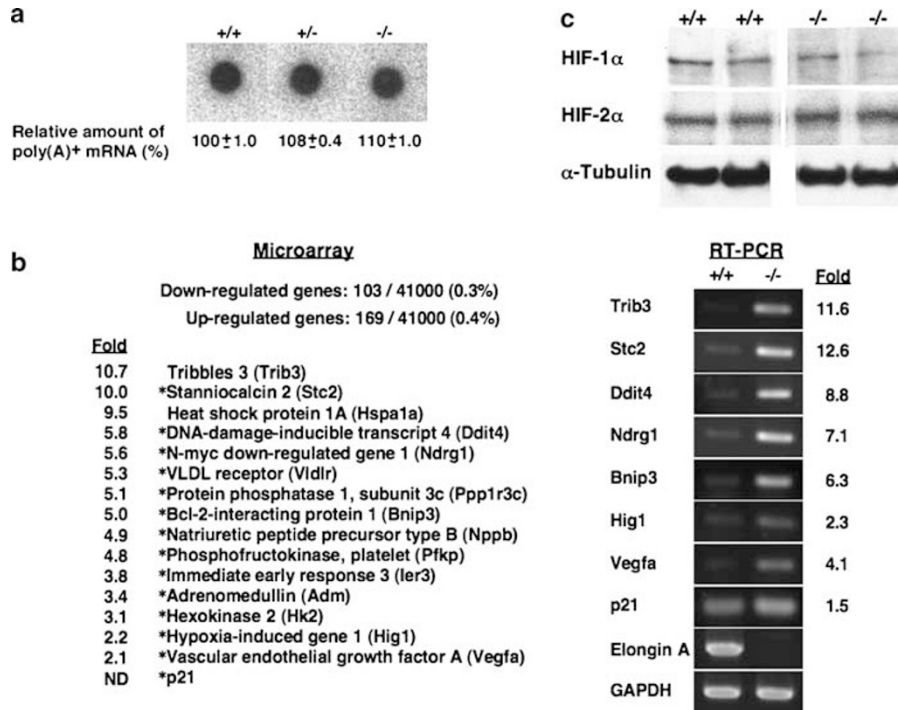 a
+/+ +/- -/-
Relative amount of
poly(A)+ mRNA (%)
100±1.0 108±0.4 110±1.0
c
+/+ +/+ -/- -/-
HIF-1α
HIF-2α
α-Tubulin
b
Microarray
Down-regulated genes: 103 / 41000 (0.3%)
Up-regulated genes: 169 / 41000 (0.4%)
Fold
10.7 Tribbles 3 (Trib3)
10.0 *Stanniocalcin 2 (Stc2)
9.5 Heat shock protein 1A (Hspa1a)
5.8 *DNA-damage-inducible transcript 4 (Ddit4)
5.6 *N-myc down-regulated gene 1 (Ndrg1)
5.3 *VLDL receptor (Vldlr)
5.1 *Protein phosphatase 1, subunit 3c (Ppp1r3c)
5.0 *Bcl-2-interacting protein 1 (Bnip3)
4.9 *Natriuretic peptide precursor type B (Nppb)
4.8 *Phosphofructokinase, platelet (Pfkp)
3.8 *Immediate early response 3 (Ier3)
3.4 *Adrenomedullin (Adm)
3.1 *Hexokinase 2 (Hk2)
2.2 *Hypoxia-induced gene 1 (Hig1)
2.1 *Vascular endothelial growth factor A (Vegfa)
ND *p21
RT-PCR
+/+ -/- Fold
Trib3 11.6
Stc2 12.6
Ddit4 8.8
Ndrg1 7.1
Bnip3 6.3
Hig1 2.3
Vegfa 4.1
p21 1.5
Elongin A
GAPDH